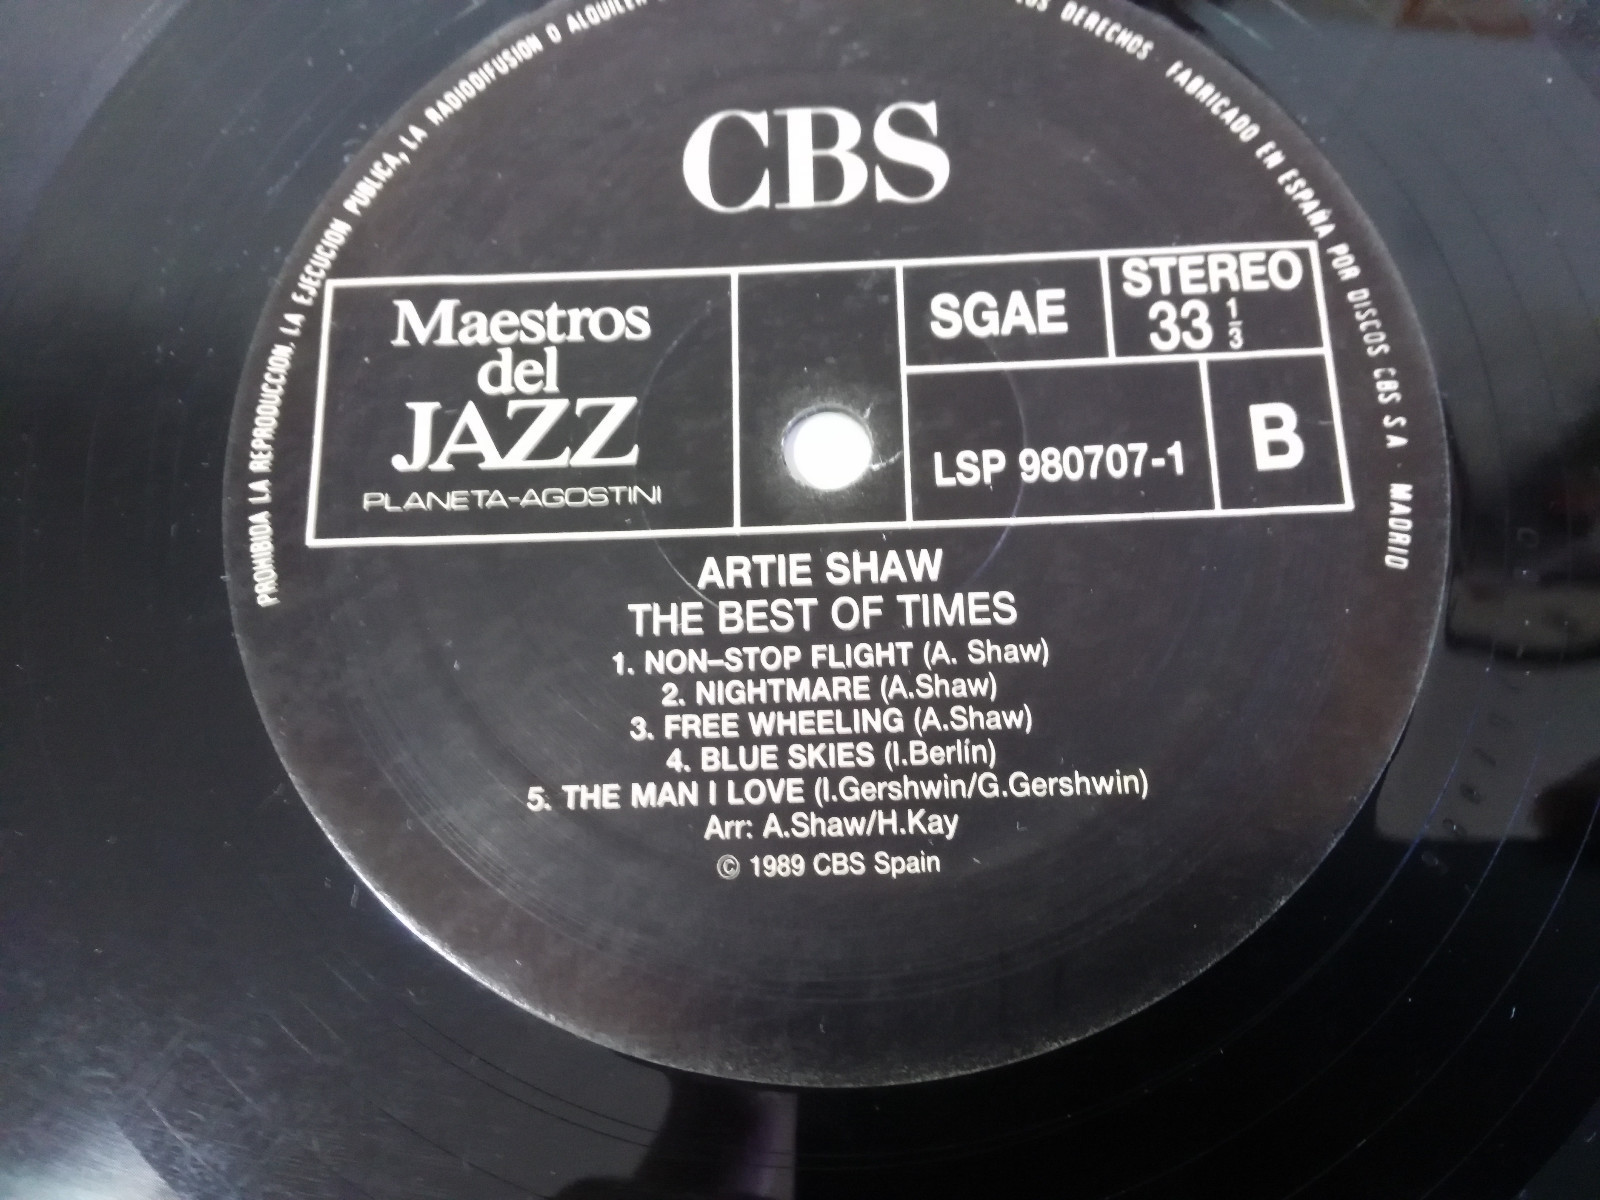 PROHIBIDA LA REPRODUCCION. LA EJECUCION PUBLICA, LA RADIODIFUSION O ALQUILER
DERECHOS · FABRICADO EN ESPAÑA POR DISCOS CBS S A · MADRID
CBS
Maestros
del
JAZZ
PLANETA-AGOSTINI
SGAE
STEREO
33 1/3
LSP 980707-1
B
ARTIE SHAW
THE BEST OF TIMES
1. NON-STOP FLIGHT (A. Shaw)
2. NIGHTMARE (A.Shaw)
3. FREE WHEELING (A.Shaw)
4. BLUE SKIES (I.Berlín)
5. THE MAN I LOVE (I.Gershwin/G.Gershwin)
Arr: A.Shaw/H.Kay
© 1989 CBS Spain